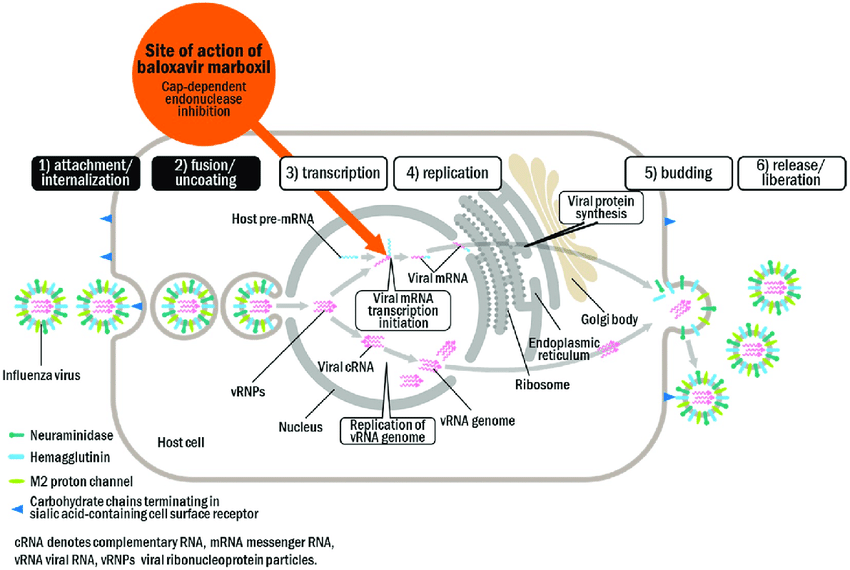 Site of action of
baloxavir marboxil
Cap-dependent
endonuclease
inhibition
1) attachment/
internalization
2) fusion/
uncoating
3) transcription
4) replication
5) budding
6) release/
liberation
Viral protein
synthesis
Host pre-mRNA
Viral mRNA
Viral mRNA
transcription
initiation
Golgi body
Endoplasmic
reticulum
Ribosome
Influenza virus
vRNPs
Viral cRNA
vRNA genome
Nucleus
Replication of
vRNA genome
Host cell
Neuraminidase
Hemagglutinin
M2 proton channel
Carbohydrate chains terminating in
sialic acid-containing cell surface receptor
cRNA denotes complementary RNA, mRNA messenger RNA,
vRNA viral RNA, vRNPs viral ribonucleoprotein particles.